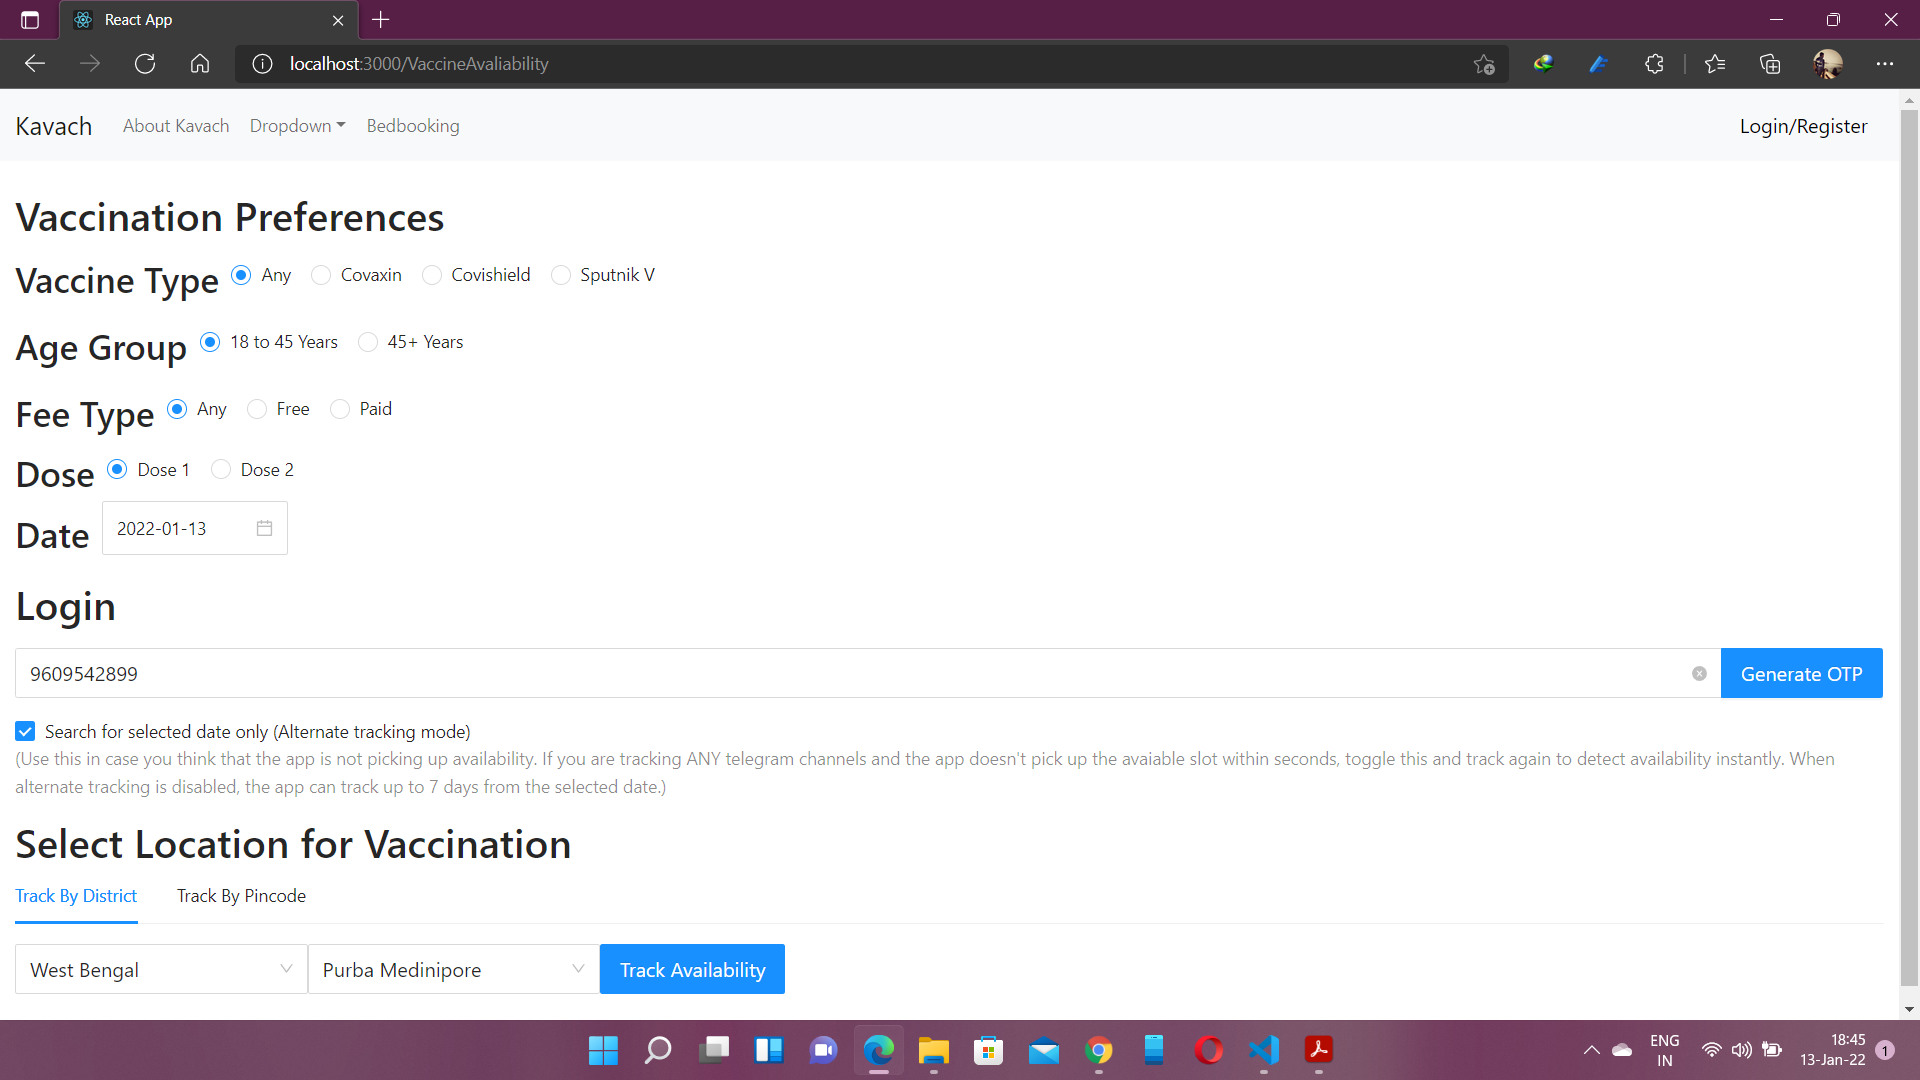 React App
localhost:3000/VaccineAvaliability
Kavach About Kavach Dropdown Bedbooking Login/Register
Vaccination Preferences
Vaccine Type Any Covaxin Covishield Sputnik V
Age Group 18 to 45 Years 45+ Years
Fee Type Any Free Paid
Dose Dose 1 Dose 2
Date 2022-01-13
Login
9609542899 Generate OTP
Search for selected date only (Alternate tracking mode)
(Use this in case you think that the app is not picking up availability. If you are tracking ANY telegram channels and the app doesn't pick up the avaiable slot within seconds, toggle this and track again to detect availability instantly. When
alternate tracking is disabled, the app can track up to 7 days from the selected date.)
Select Location for Vaccination
Track By District Track By Pincode
West Bengal Purba Medinipore Track Availability
ENG 18:45
IN 13-Jan-22 1